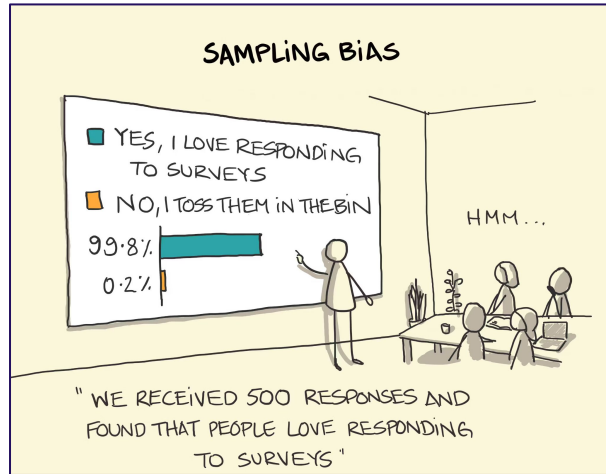 SAMPLING BIAS
YES, I LOVE RESPONDING
TO SURVEYS
NO, I TOSS THEM IN THE BIN
99.8%
0.2%
HMM...
"WE RECEIVED 500 RESPONSES AND
FOUND THAT PEOPLE LOVE RESPONDING
TO SURVEYS"